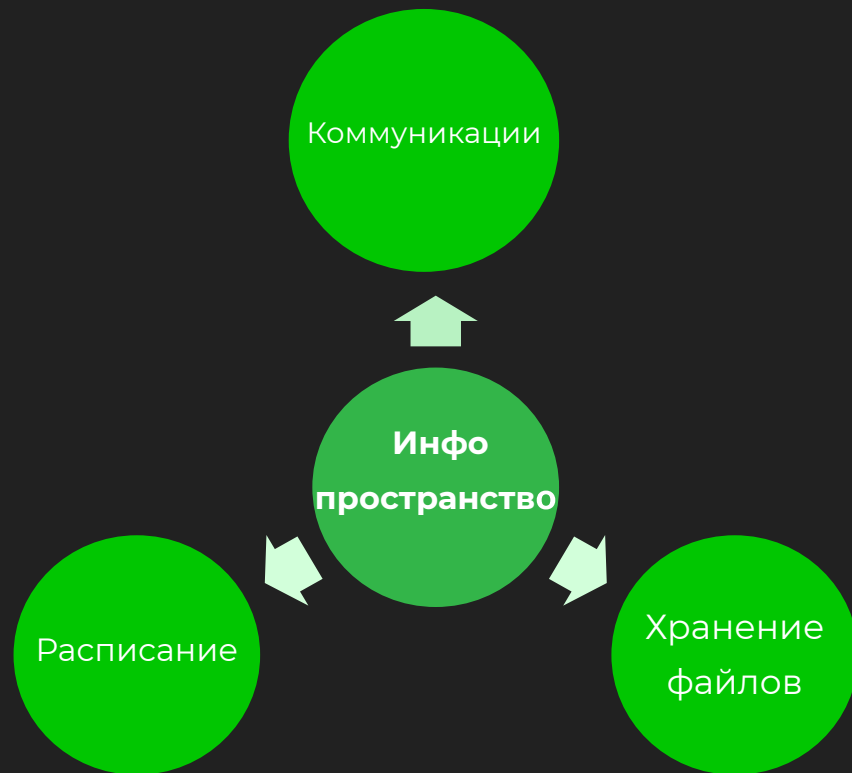 Коммуникации
Инфо
пространство
Расписание
Хранение
файлов